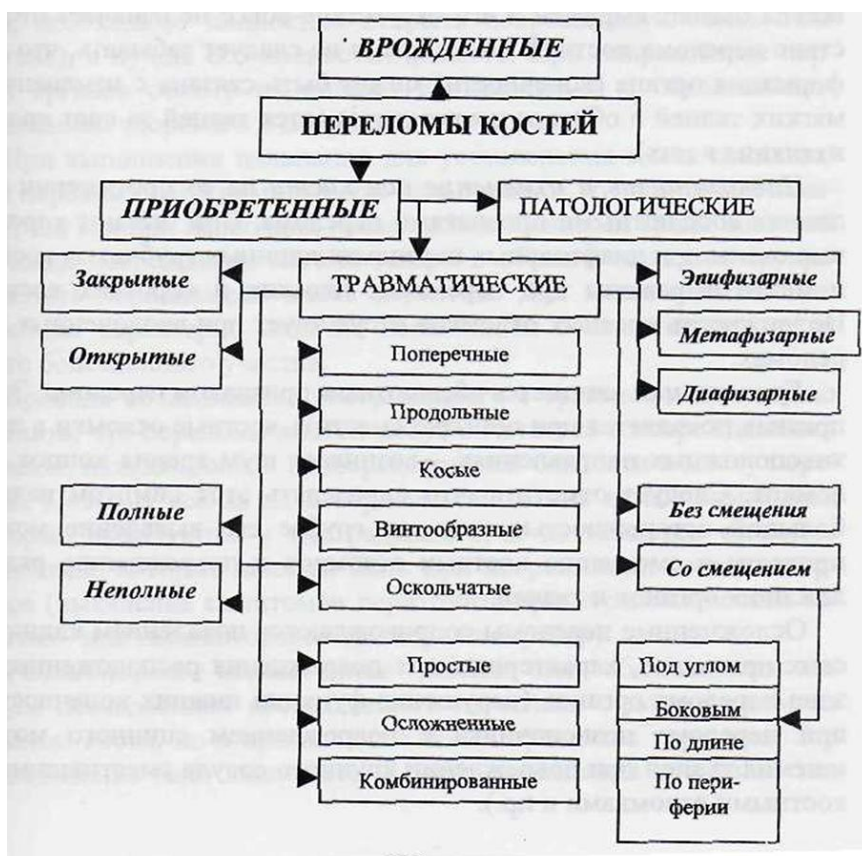 ВРОЖДЕННЫЕ
ПЕРЕЛОМЫ КОСТЕЙ
ПРИОБРЕТЕННЫЕ
ПАТОЛОГИЧЕСКИЕ
ТРАВМАТИЧЕСКИЕ
Закрытые
Открытые
Полные
Неполные
Поперечные
Продольные
Косые
Винтообразные
Оскольчатые
Простые
Осложненные
Комбинированные
Эпифизарны
Метафизарные
Диафизарные
Без смещения
Со смещением
Под углом
Боковым
По длине
По пери-
ферии